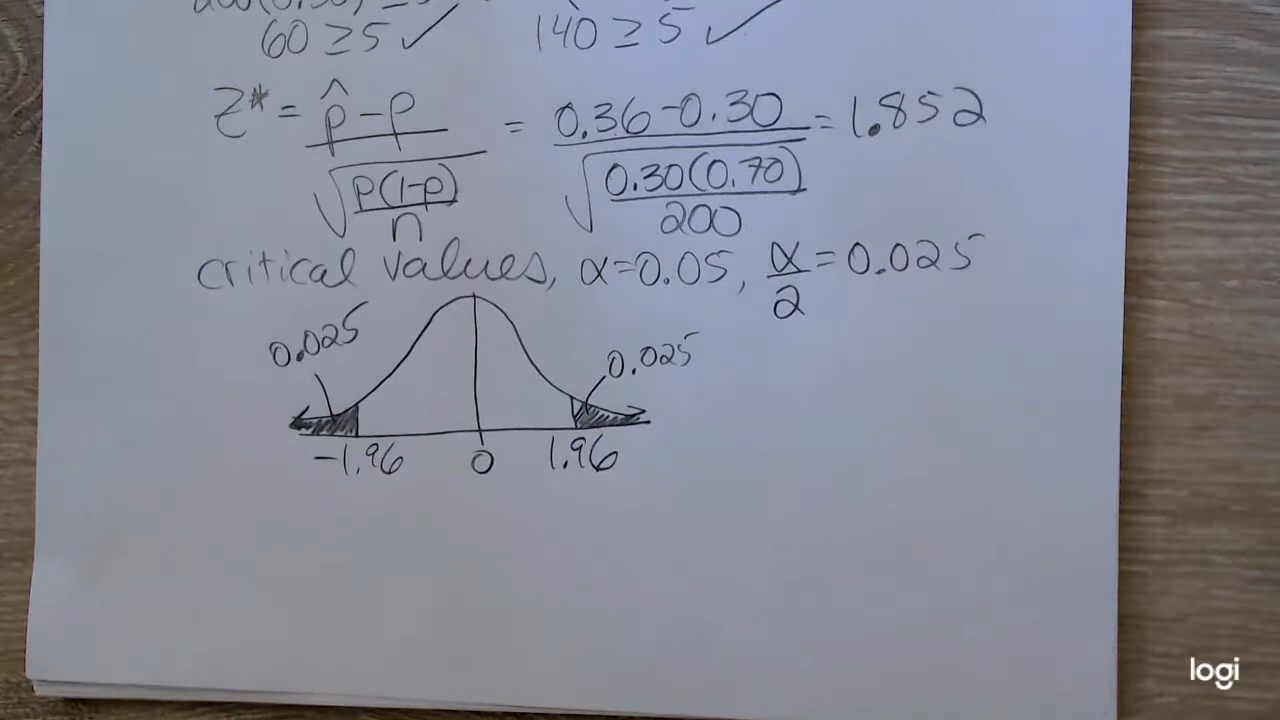 60 ≥ 5 ✓ 140 ≥ 5 ✓
Z* = (p̂ - p) / √(p(1-p)/n) = (0.36 - 0.30) / √(0.30(0.70)/200) = 1.852
critical values, α = 0.05, α/2 = 0.025
0.025 0.025
-1.96 0 1.96
logi